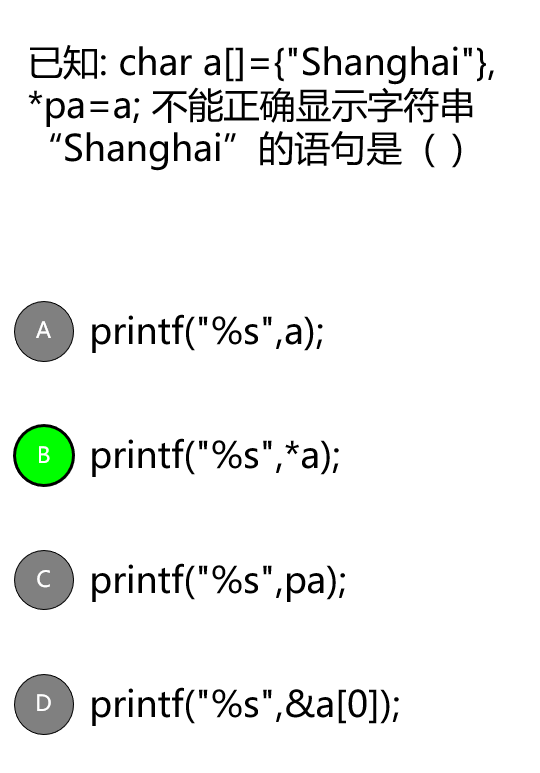 已知: char a[]={"Shanghai"},
*pa=a; 不能正确显示字符串
“Shanghai”的语句是（ ）
A printf("%s",a);
B printf("%s",*a);
C printf("%s",pa);
D printf("%s",&a[0]);